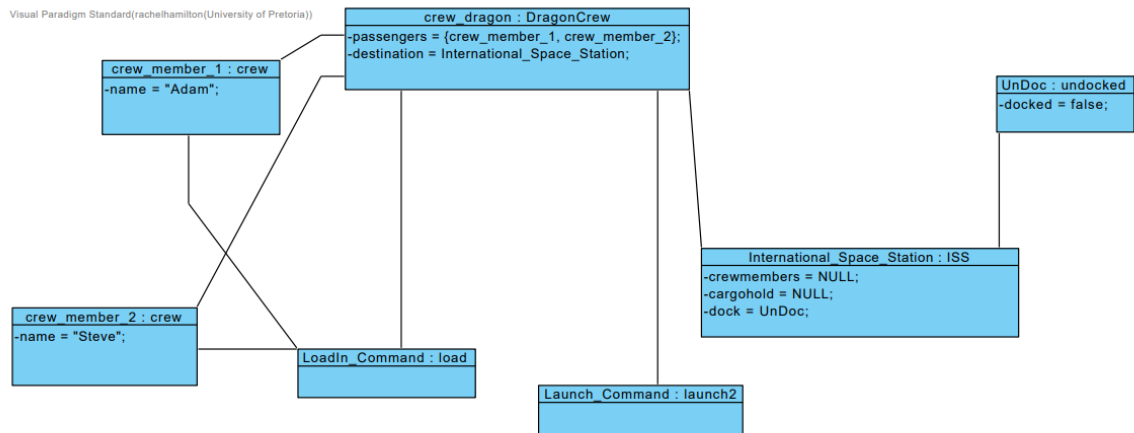 Visual Paradigm Standard(rachelhamilton(University of Pretoria))
crew_dragon : DragonCrew
-passengers = {crew_member_1, crew_member_2};
-destination = International_Space_Station;
crew_member_1 : crew
-name = "Adam";
UnDoc : undocked
-docked = false;
International_Space_Station : ISS
-crewmembers = NULL;
-cargohold = NULL;
-dock = UnDoc;
crew_member_2 : crew
-name = "Steve";
LoadIn_Command : load
Launch_Command : launch2